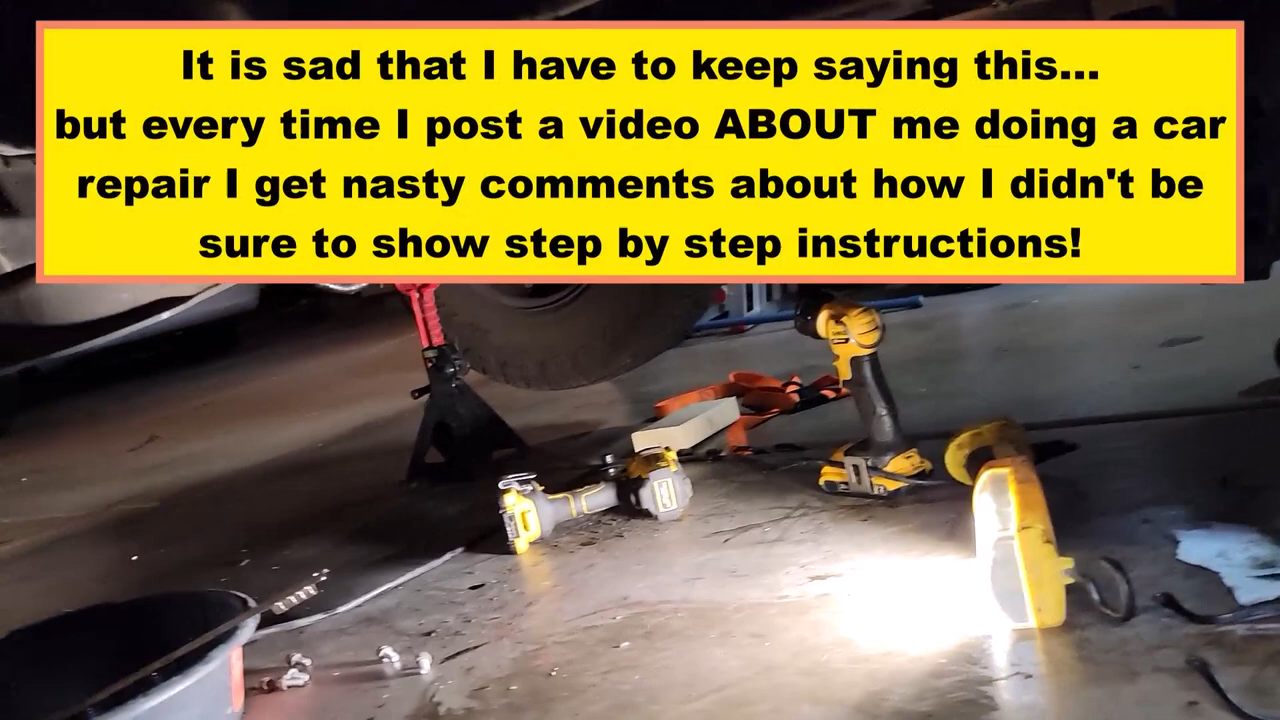 It is sad that I have to keep saying this...
but every time I post a video ABOUT me doing a car
repair I get nasty comments about how I didn't be
sure to show step by step instructions!